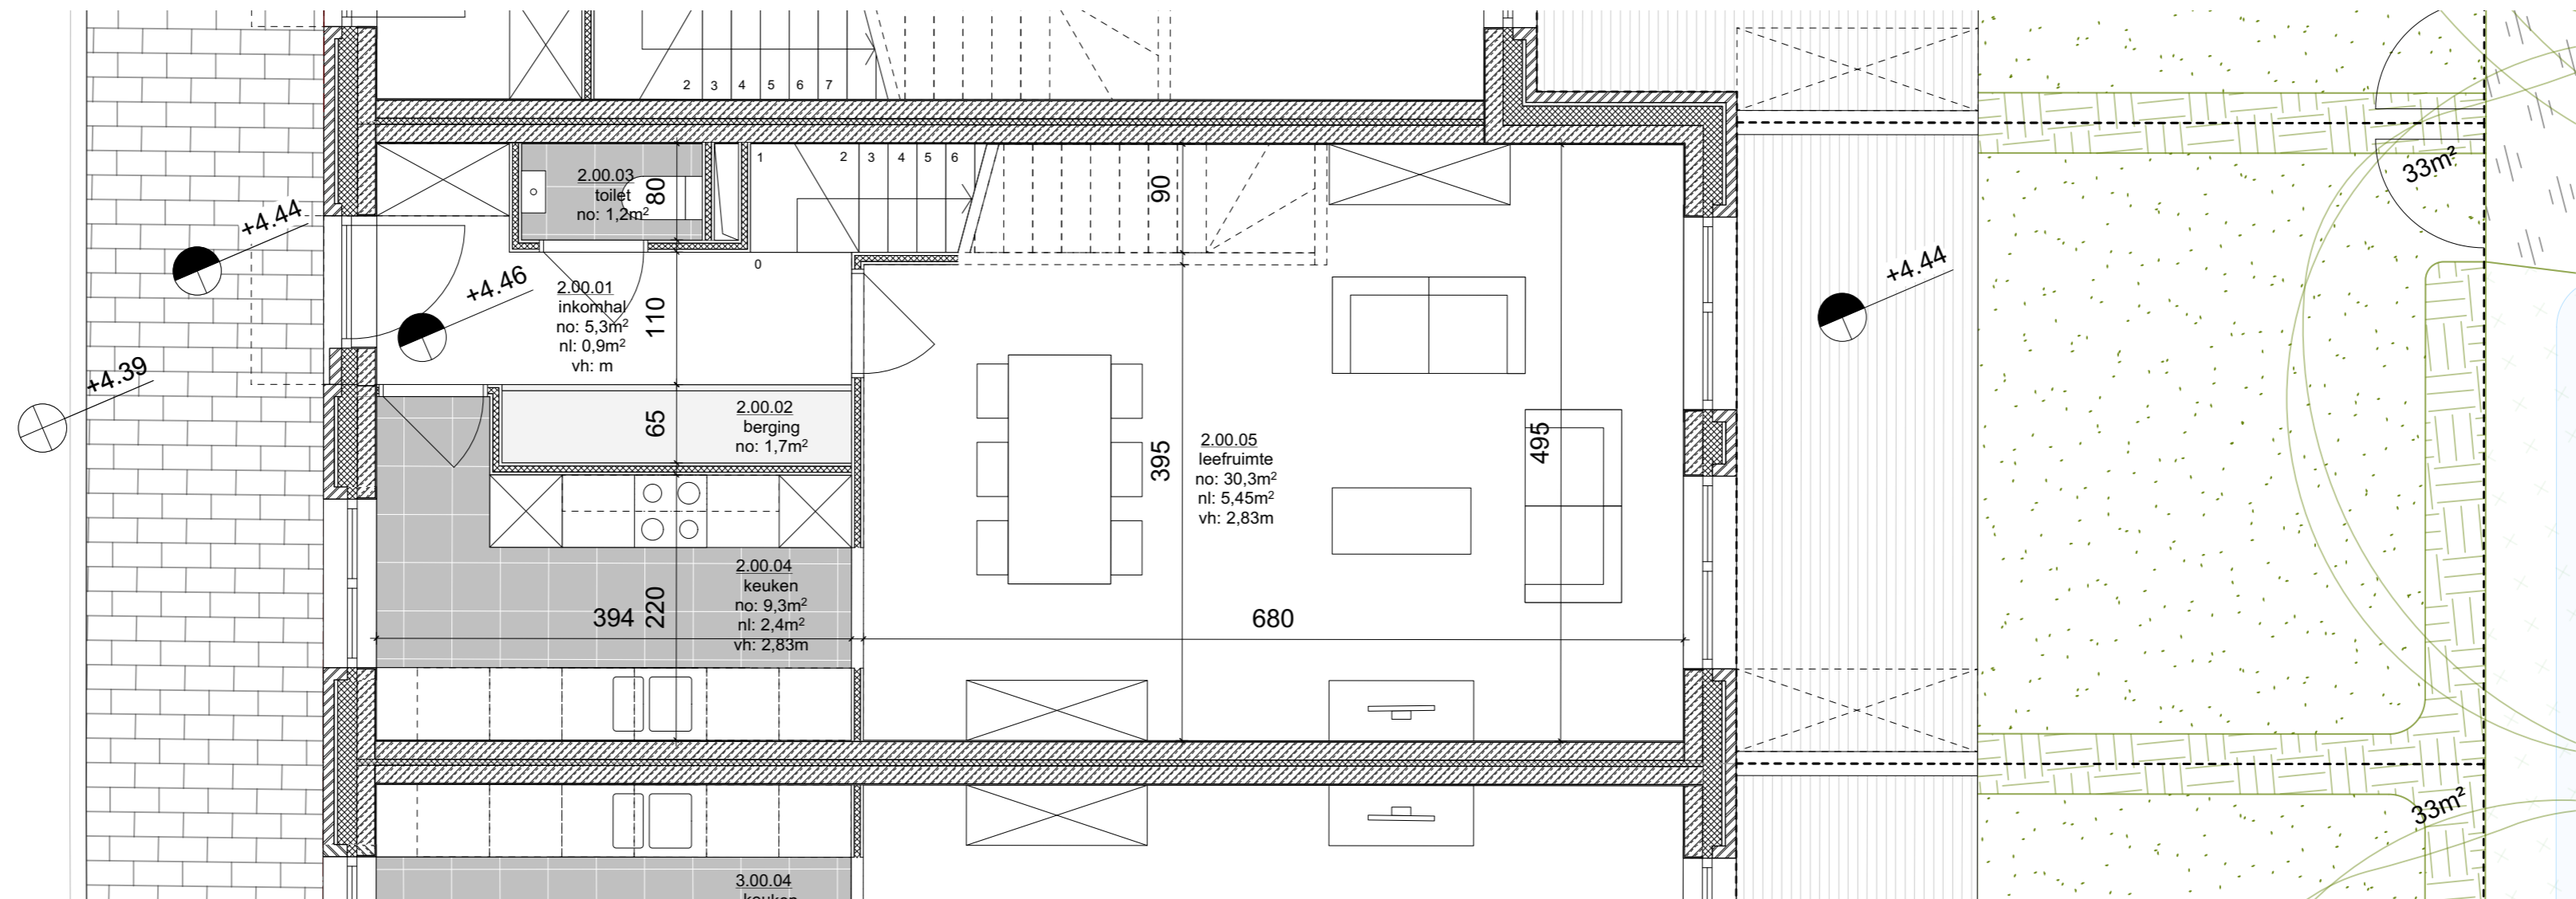 2 3 4 5 6 7
33m²
1 2 3 4 5 6
2.00.03
toilet
no: 1,2m²
80
90
+4.44
+4.46
+4.44
0
2.00.01
inkomhal
no: 5,3m²
nl: 0,9m²
vh: m
110
+4.39
65
2.00.02
berging
no: 1,7m²
395
2.00.05
leefruimte
no: 30,3m²
nl: 5,45m²
vh: 2,83m
495
2.00.04
keuken
no: 9,3m²
nl: 2,4m²
vh: 2,83m
394
220
680
33m²
3.00.04
keuken